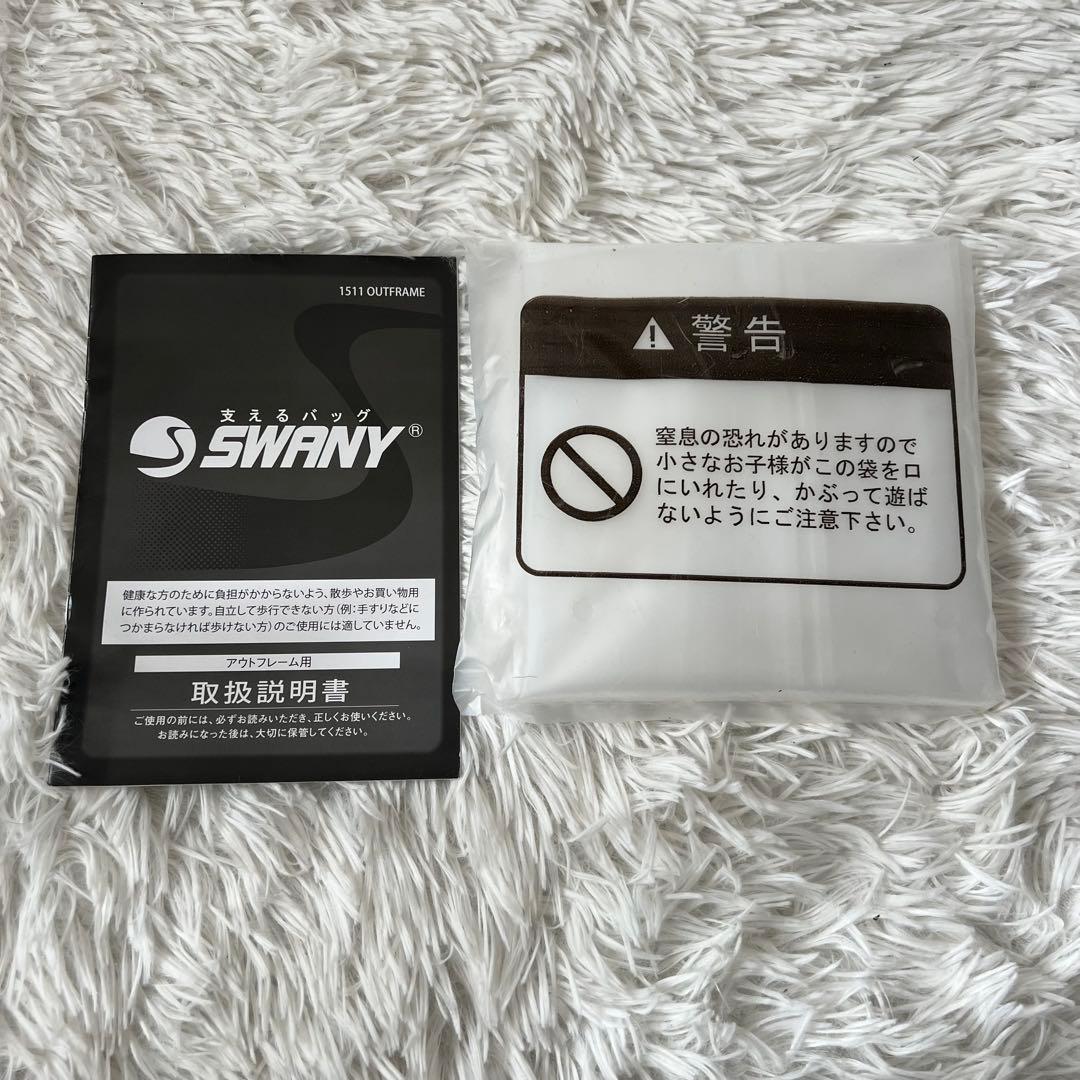 1511 OUTFRAME
支えるバッグ
SWANY®
健康な方のために負担がかからないよう、散歩やお買い物用
に作られています。自立して歩行できない方(例:手すりなどに
つかまらなければ歩けない方)のご使用には適していません。
アウトフレーム用
取扱説明書
ご使用の前には、必ずお読みいただき、正しくお使いください。
お読みになった後は、大切に保管してください。
警告
窒息の恐れがありますので
小さなお子様がこの袋を口
にいれたり、かぶって遊ば
ないようにご注意下さい。